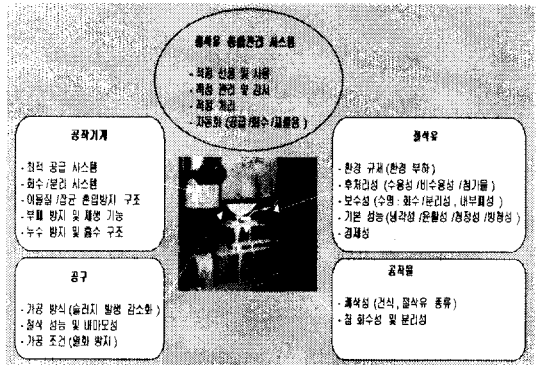 절삭유 종합관리 시스템
- 적정 선정 및 사용
- 적정 관리 및 검사
- 적정 처리
- 자동화 (공급/회수/재활용)
공작기계
- 최적 공급 시스템
- 회수/분리 시스템
- 이물질/잡균 혼입방지 구조
- 부패 방지 및 재생 기능
- 누수 방지 및 흡수 구조
절삭유
- 환경 규제 (환경 부하)
- 후처리성 (수용성/비수용성/첨가물)
- 보수성 (수명 : 회수/분리성, 내부패성)
- 기본 성능 (냉각성/윤활성/청정성/방청성)
- 경제성
공구
- 가공 방식 (슬러지 발생 감소화)
- 절삭 성능 및 내마모성
- 가공 조건 (열화 방지)
공작물
- 쾌삭성 (건식, 절삭유 종류)
- 칩 회수성 및 분리성